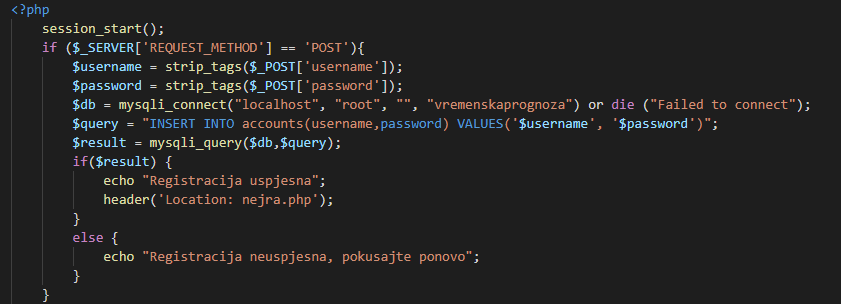 <?php
session_start();
if ($_SERVER['REQUEST_METHOD'] == 'POST'){
$username = strip_tags($_POST['username']);
$password = strip_tags($_POST['password']);
$db = mysqli_connect("localhost", "root", "", "vremenskaprognoza") or die ("Failed to connect");
$query = "INSERT INTO accounts(username,password) VALUES('$username', '$password')";
$result = mysqli_query($db,$query);
if($result) {
echo "Registracija uspjesna";
header('Location: nejra.php');
}
else {
echo "Registracija neuspjesna, pokusajte ponovo";
}
}